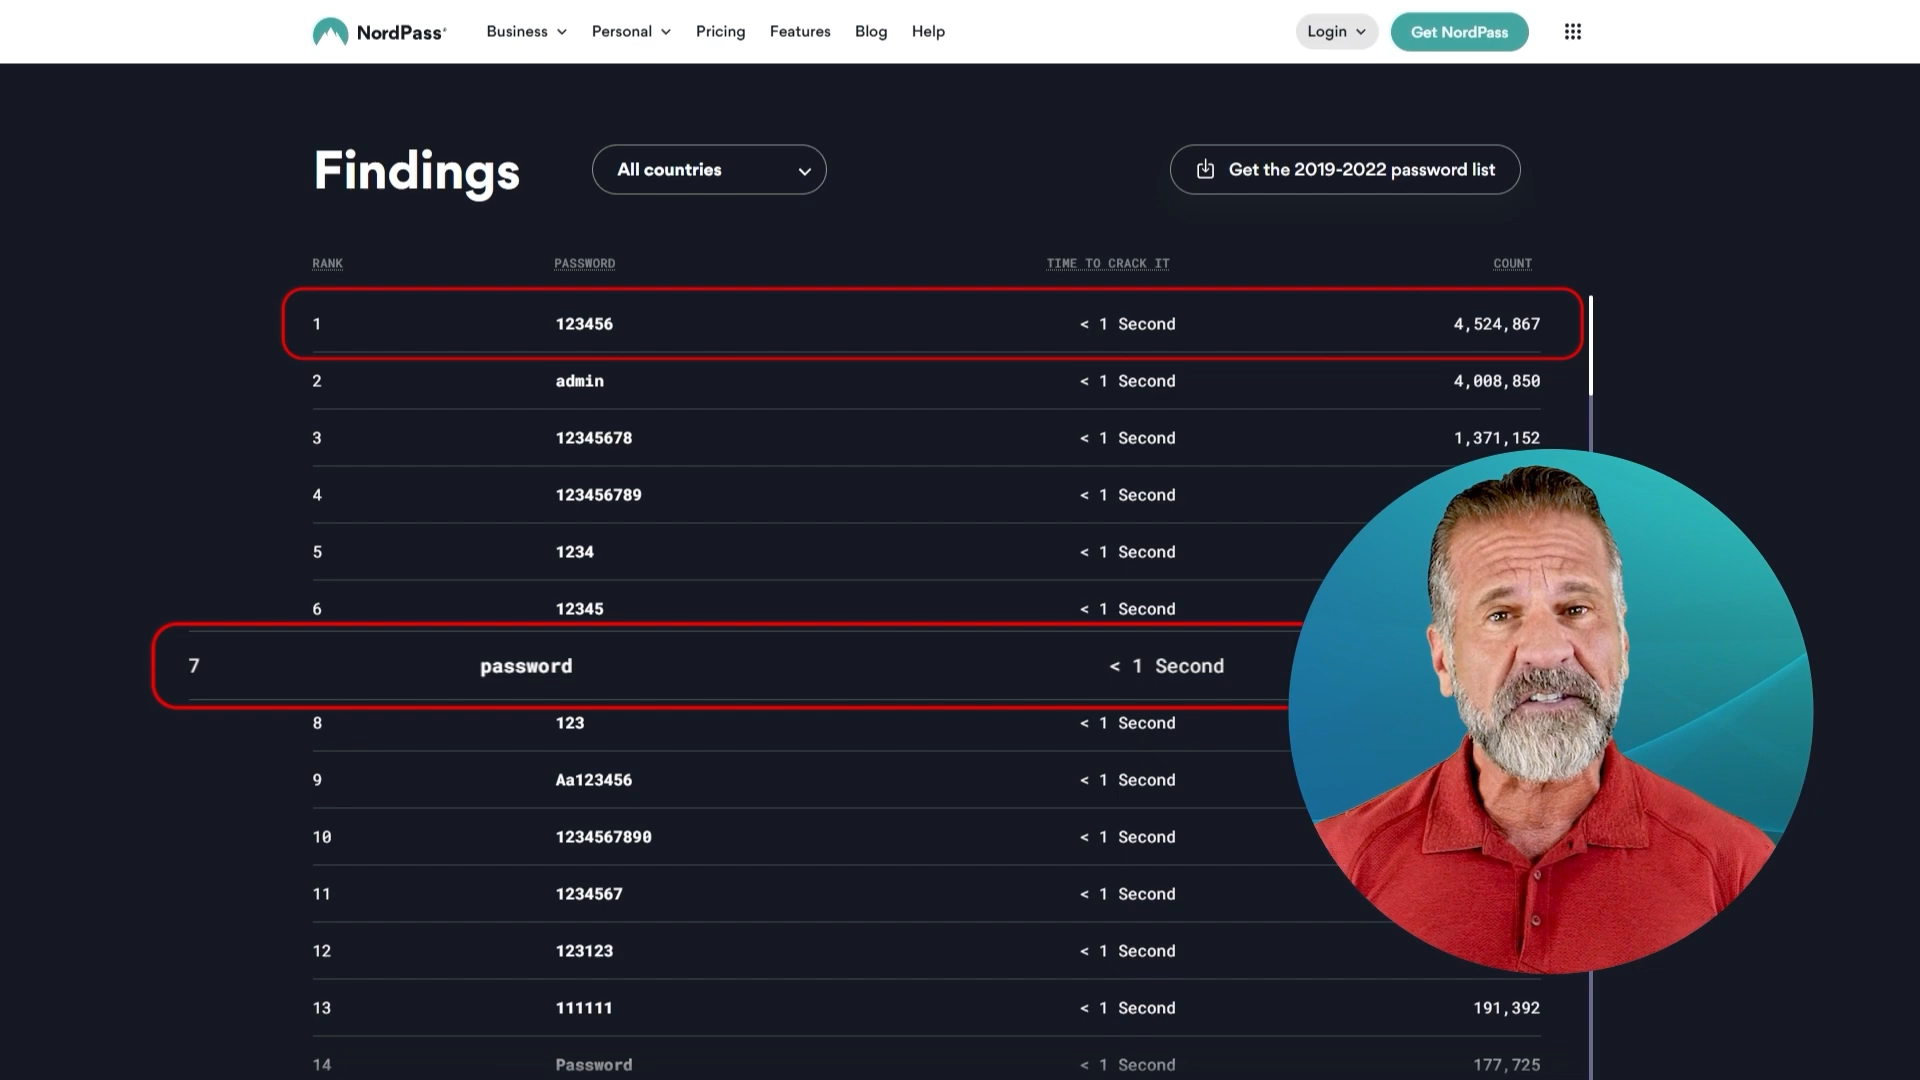 NordPass Business Personal Pricing Features Blog Help Login Get NordPass
Findings All countries Get the 2019-2022 password list
RANK PASSWORD TIME TO CRACK IT COUNT
1 123456 < 1 Second 4,524,867
2 admin < 1 Second 4,008,850
3 12345678 < 1 Second 1,371,152
4 123456789 < 1 Second
5 1234 < 1 Second
6 12345 < 1 Second
7 password < 1 Second
8 123 < 1 Second
9 Aa123456 < 1 Second
10 1234567890 < 1 Second
11 1234567 < 1 Second
12 123123 < 1 Second
13 111111 < 1 Second 191,392
14 Password < 1 Second 177,725